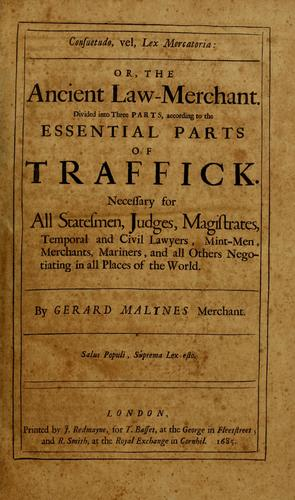 Conſuetudo, vel, Lex Mercatoria:
OR, THE
Ancient Law-Merchant.
Divided into Three PARTS, according to the
ESSENTIAL PARTS
OF
TRAFFICK.
Neceſſary for
All Stateſmen, Judges, Magiſtrates,
Temporal and Civil Lawyers, Mint-Men,
Merchants, Mariners, and all Others Nego-
tiating in all Places of the World.
By GERARD MALYNES Merchant.
Salus Populi, Suprema Lex eſto.
LONDON,
Printed by J. Redmayne, for T. Baſſet, at the George in Fleetſtreet;
and R. Smith, at the Royal Exchange in Cornhil. 1685.